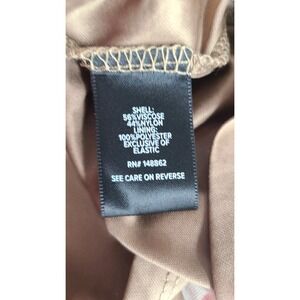 SHELL:
56%VISCOSE
44%NYLON
LINING:
100%POLYESTER
EXCLUSIVE OF
ELASTIC
RN# 148862
SEE CARE ON REVERSE